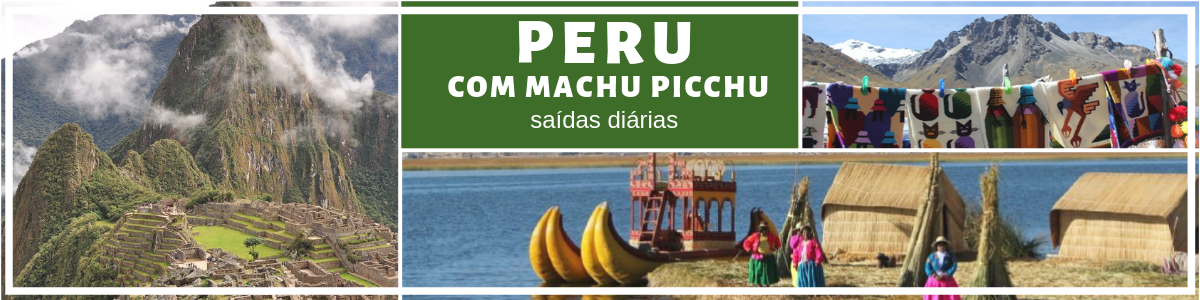 PERU
COM MACHU PICCHU
saídas diárias